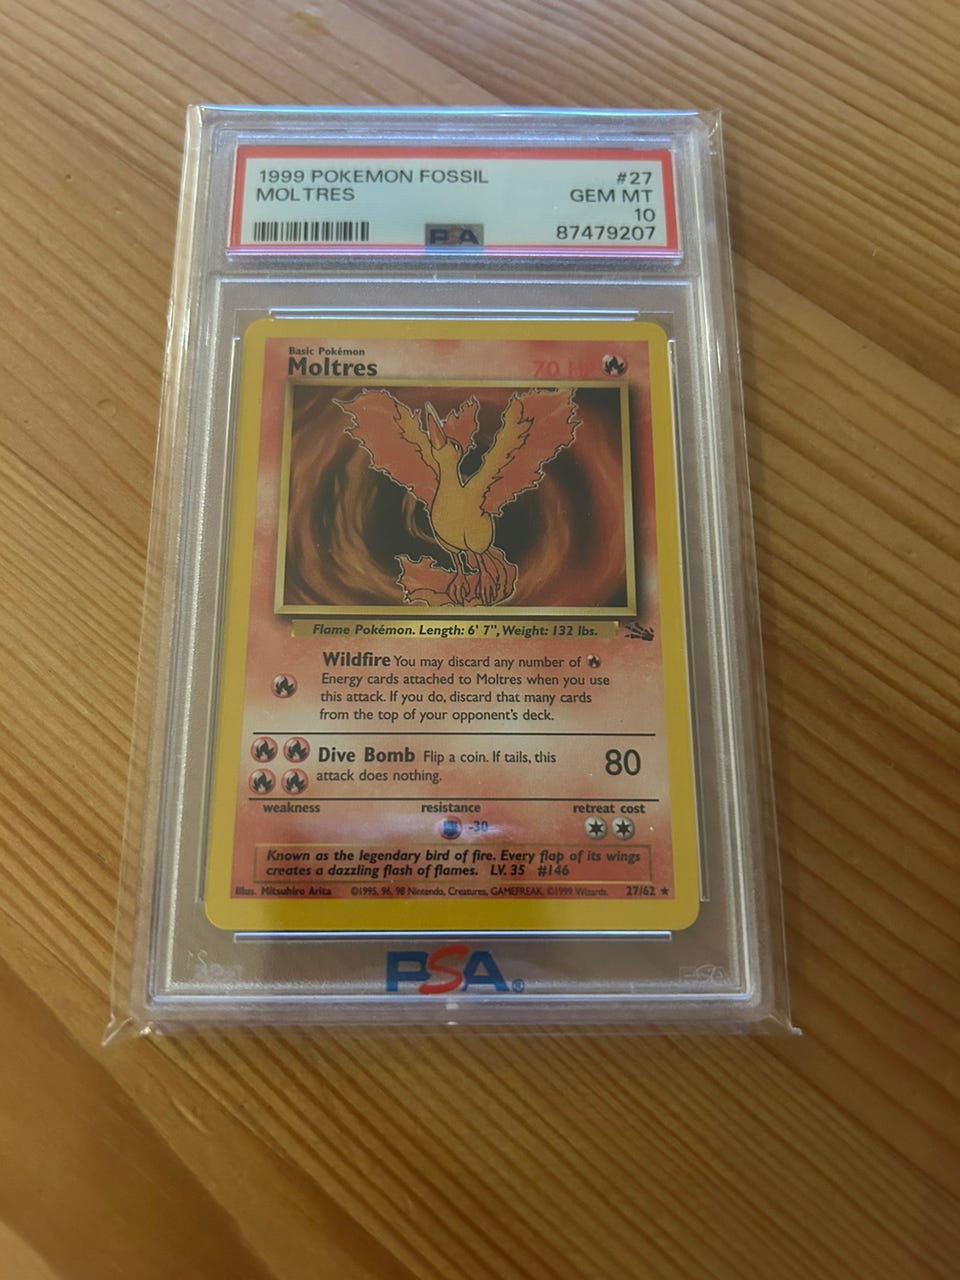 1999 POKEMON FOSSIL #27
MOLTRES GEM MT
10
PSA 87479207
Basic Pokémon
Moltres 70 HP
Flame Pokémon. Length: 6' 7", Weight: 132 lbs.
Wildfire You may discard any number of
Energy cards attached to Moltres when you use
this attack. If you do, discard that many cards
from the top of your opponent's deck.
Dive Bomb Flip a coin. If tails, this 80
attack does nothing.
weakness resistance retreat cost
-30
Known as the legendary bird of fire. Every flap of its wings
creates a dazzling flash of flames. LV. 35 #146
Illus. Mitsuhiro Arita ©1995, 96, 98 Nintendo, Creatures, GAMEFREAK. ©1999 Wizards. 27/62 ★
PSA®
PSA